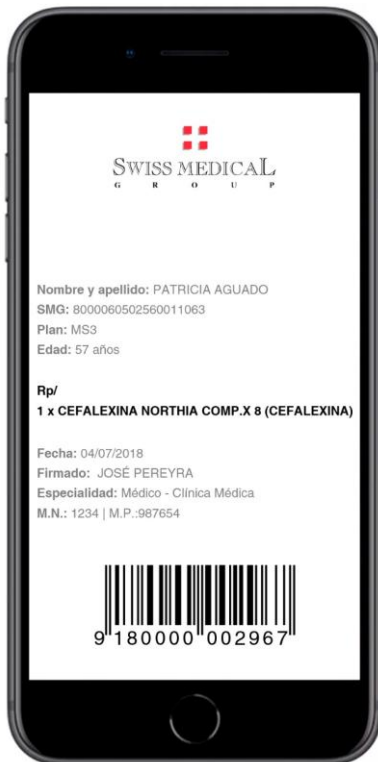 SWISS MEDICAL
G R O U P
Nombre y apellido: PATRICIA AGUADO
SMG: 8000060502560011063
Plan: MS3
Edad: 57 años
Rp/
1 x CEFALEXINA NORTHIA COMP.X 8 (CEFALEXINA)
Fecha: 04/07/2018
Firmado: JOSÉ PEREYRA
Especialidad: Médico - Clínica Médica
M.N.: 1234 | M.P.:987654
9 180000 002967